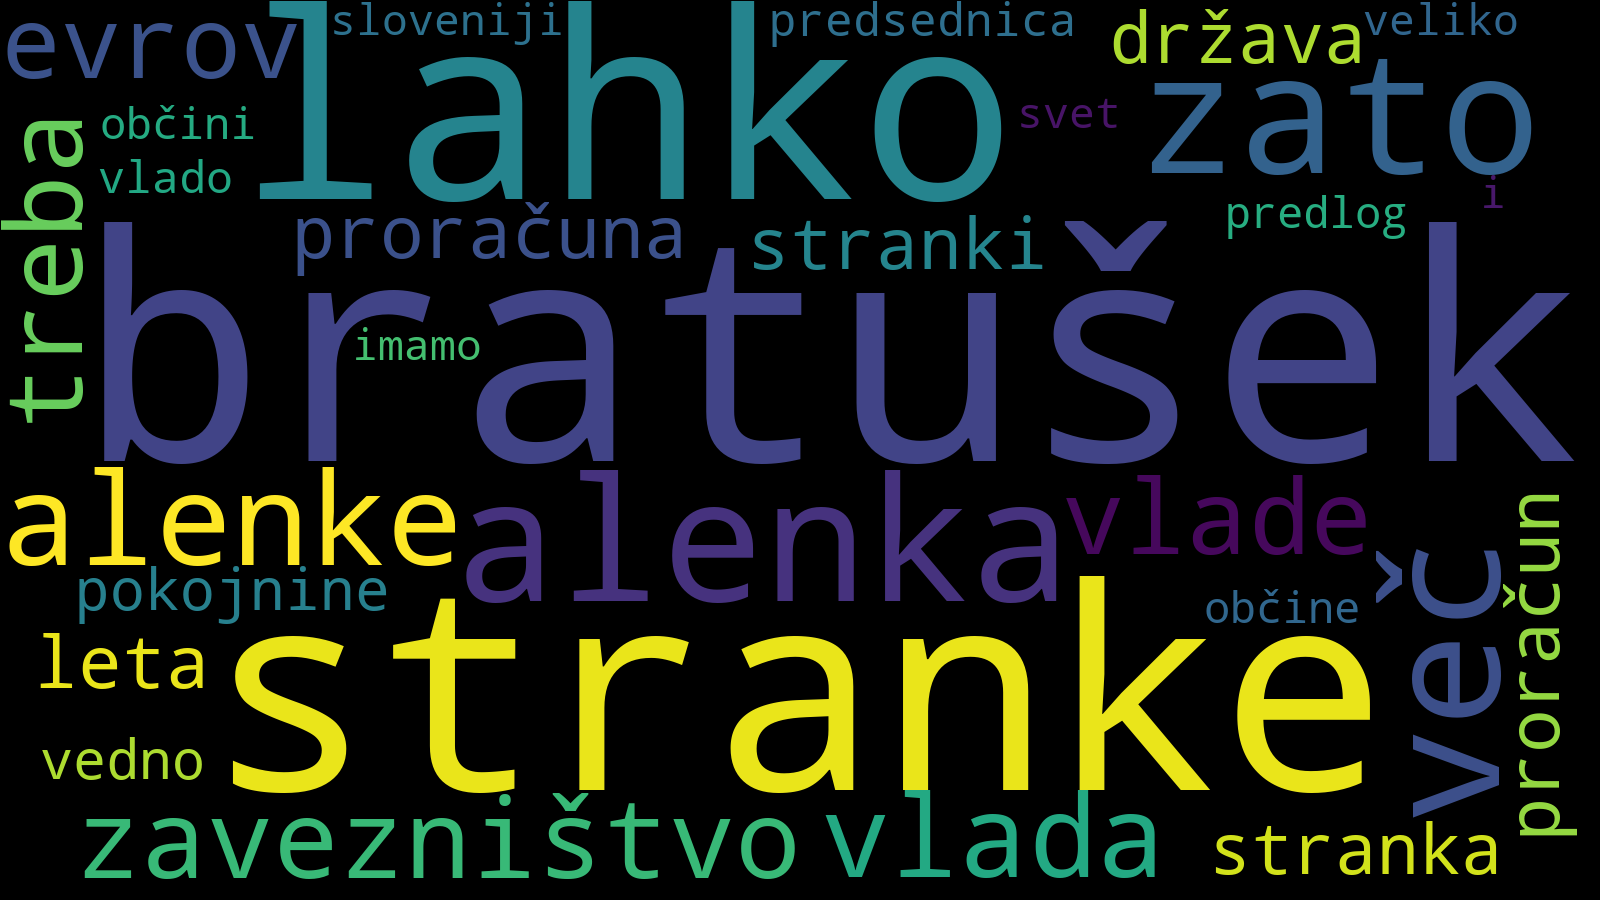 evrov
sloveniji
lahko
predsednica
država
veliko
zato
svet
treba
občini
vlado
i
predlog
proračuna
stranki
bratušek
imamo
alenke
alenka
vlade
več
proračun
pokojnine
stranke
občine
leta
vedno
zavezništvo
vlada
stranka